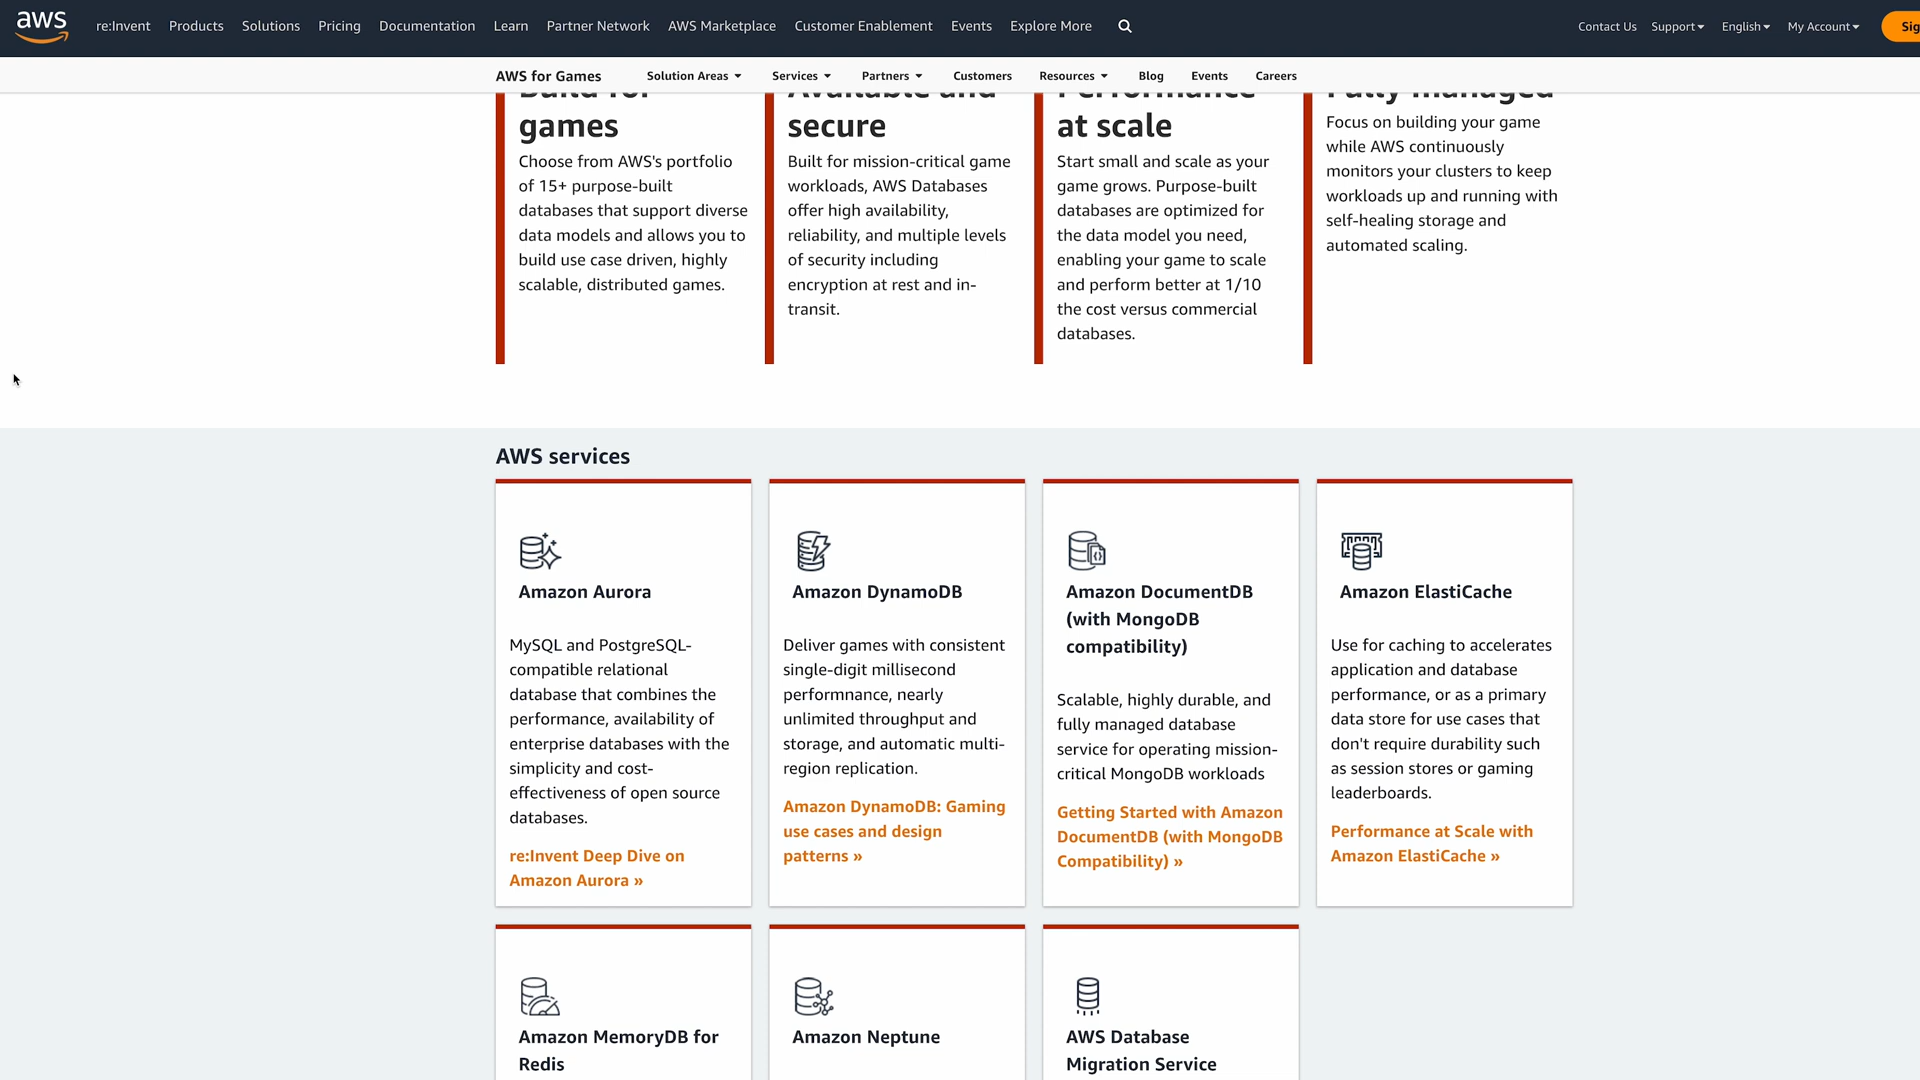 aws
re:Invent Products Solutions Pricing Documentation Learn Partner Network AWS Marketplace Customer Enablement Events Explore More
Contact Us Support English My Account Sig
AWS for Games Solution Areas Services Partners Customers Resources Blog Events Careers
Build for
games
Choose from AWS's portfolio
of 15+ purpose-built
databases that support diverse
data models and allows you to
build use case driven, highly
scalable, distributed games.
Available and
secure
Built for mission-critical game
workloads, AWS Databases
offer high availability,
reliability, and multiple levels
of security including
encryption at rest and in-
transit.
Performance
at scale
Start small and scale as your
game grows. Purpose-built
databases are optimized for
the data model you need,
enabling your game to scale
and perform better at 1/10
the cost versus commercial
databases.
Fully managed
Focus on building your game
while AWS continuously
monitors your clusters to keep
workloads up and running with
self-healing storage and
automated scaling.
AWS services
Amazon Aurora
MySQL and PostgreSQL-
compatible relational
database that combines the
performance, availability of
enterprise databases with the
simplicity and cost-
effectiveness of open source
databases.
re:Invent Deep Dive on
Amazon Aurora »
Amazon DynamoDB
Deliver games with consistent
single-digit millisecond
performnance, nearly
unlimited throughput and
storage, and automatic multi-
region replication.
Amazon DynamoDB: Gaming
use cases and design
patterns »
Amazon DocumentDB
(with MongoDB
compatibility)
Scalable, highly durable, and
fully managed database
service for operating mission-
critical MongoDB workloads
Getting Started with Amazon
DocumentDB (with MongoDB
Compatibility) »
Amazon ElastiCache
Use for caching to accelerates
application and database
performance, or as a primary
data store for use cases that
don't require durability such
as session stores or gaming
leaderboards.
Performance at Scale with
Amazon ElastiCache »
Amazon MemoryDB for
Redis
Amazon Neptune
AWS Database
Migration Service